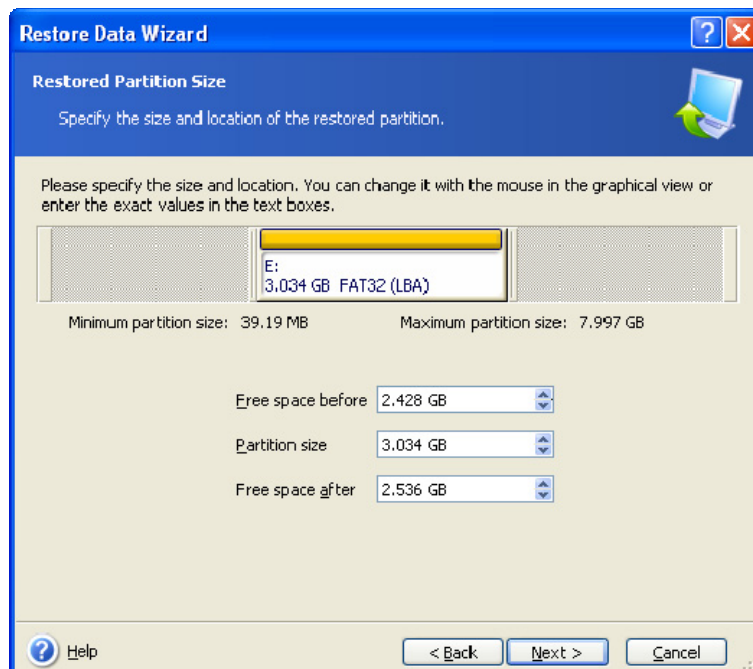 Restore Data Wizard
Restored Partition Size
Specify the size and location of the restored partition.
Please specify the size and location. You can change it with the mouse in the graphical view or
enter the exact values in the text boxes.
E:
3.034 GB FAT32 (LBA)
Minimum partition size: 39.19 MB Maximum partition size: 7.997 GB
Free space before 2.428 GB
Partition size 3.034 GB
Free space after 2.536 GB
? Help < Back Next > Cancel